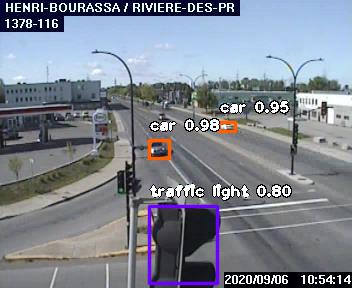 HENRI-BOURASSA / RIVIERE-DES-PR
1378-116
car 0.95
car 0.98
traffic light 0.80
2020/09/06 10:54:14